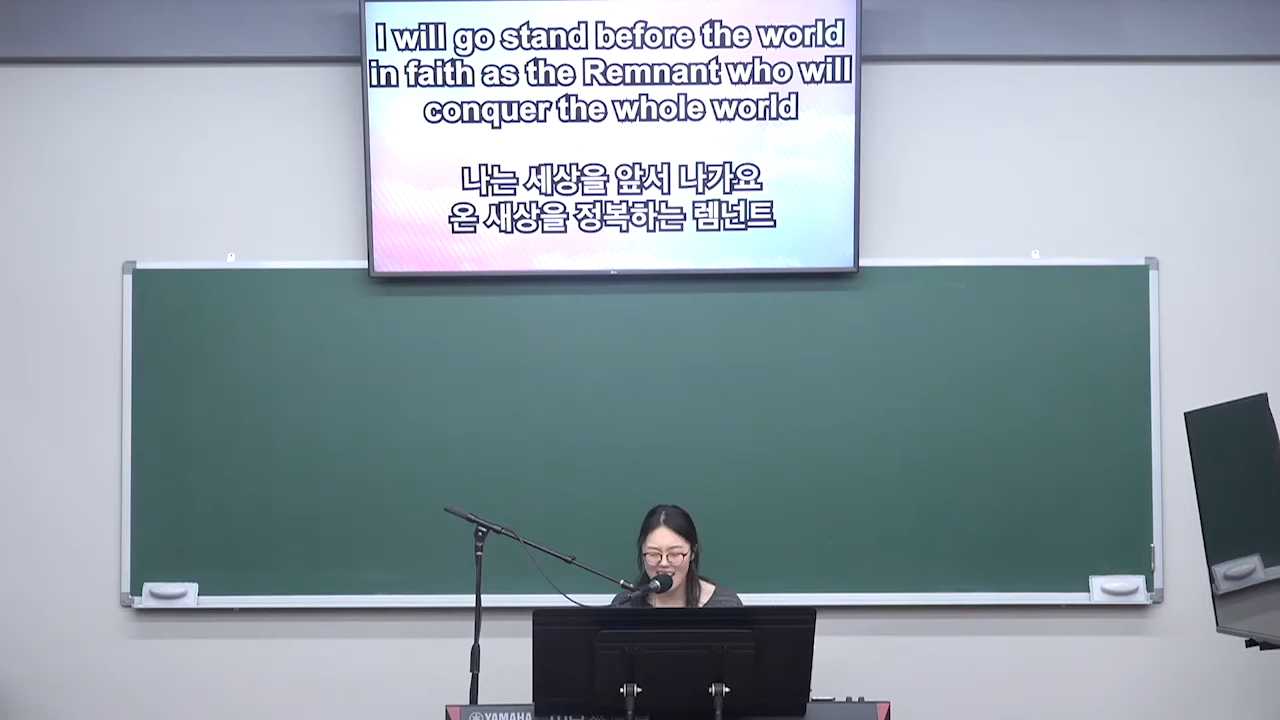 I will go stand before the world
in faith as the Remnant who will
conquer the whole world
나는 세상을 앞서 나가요
온 새상을 정복하는 렘넌트
YAMAHA